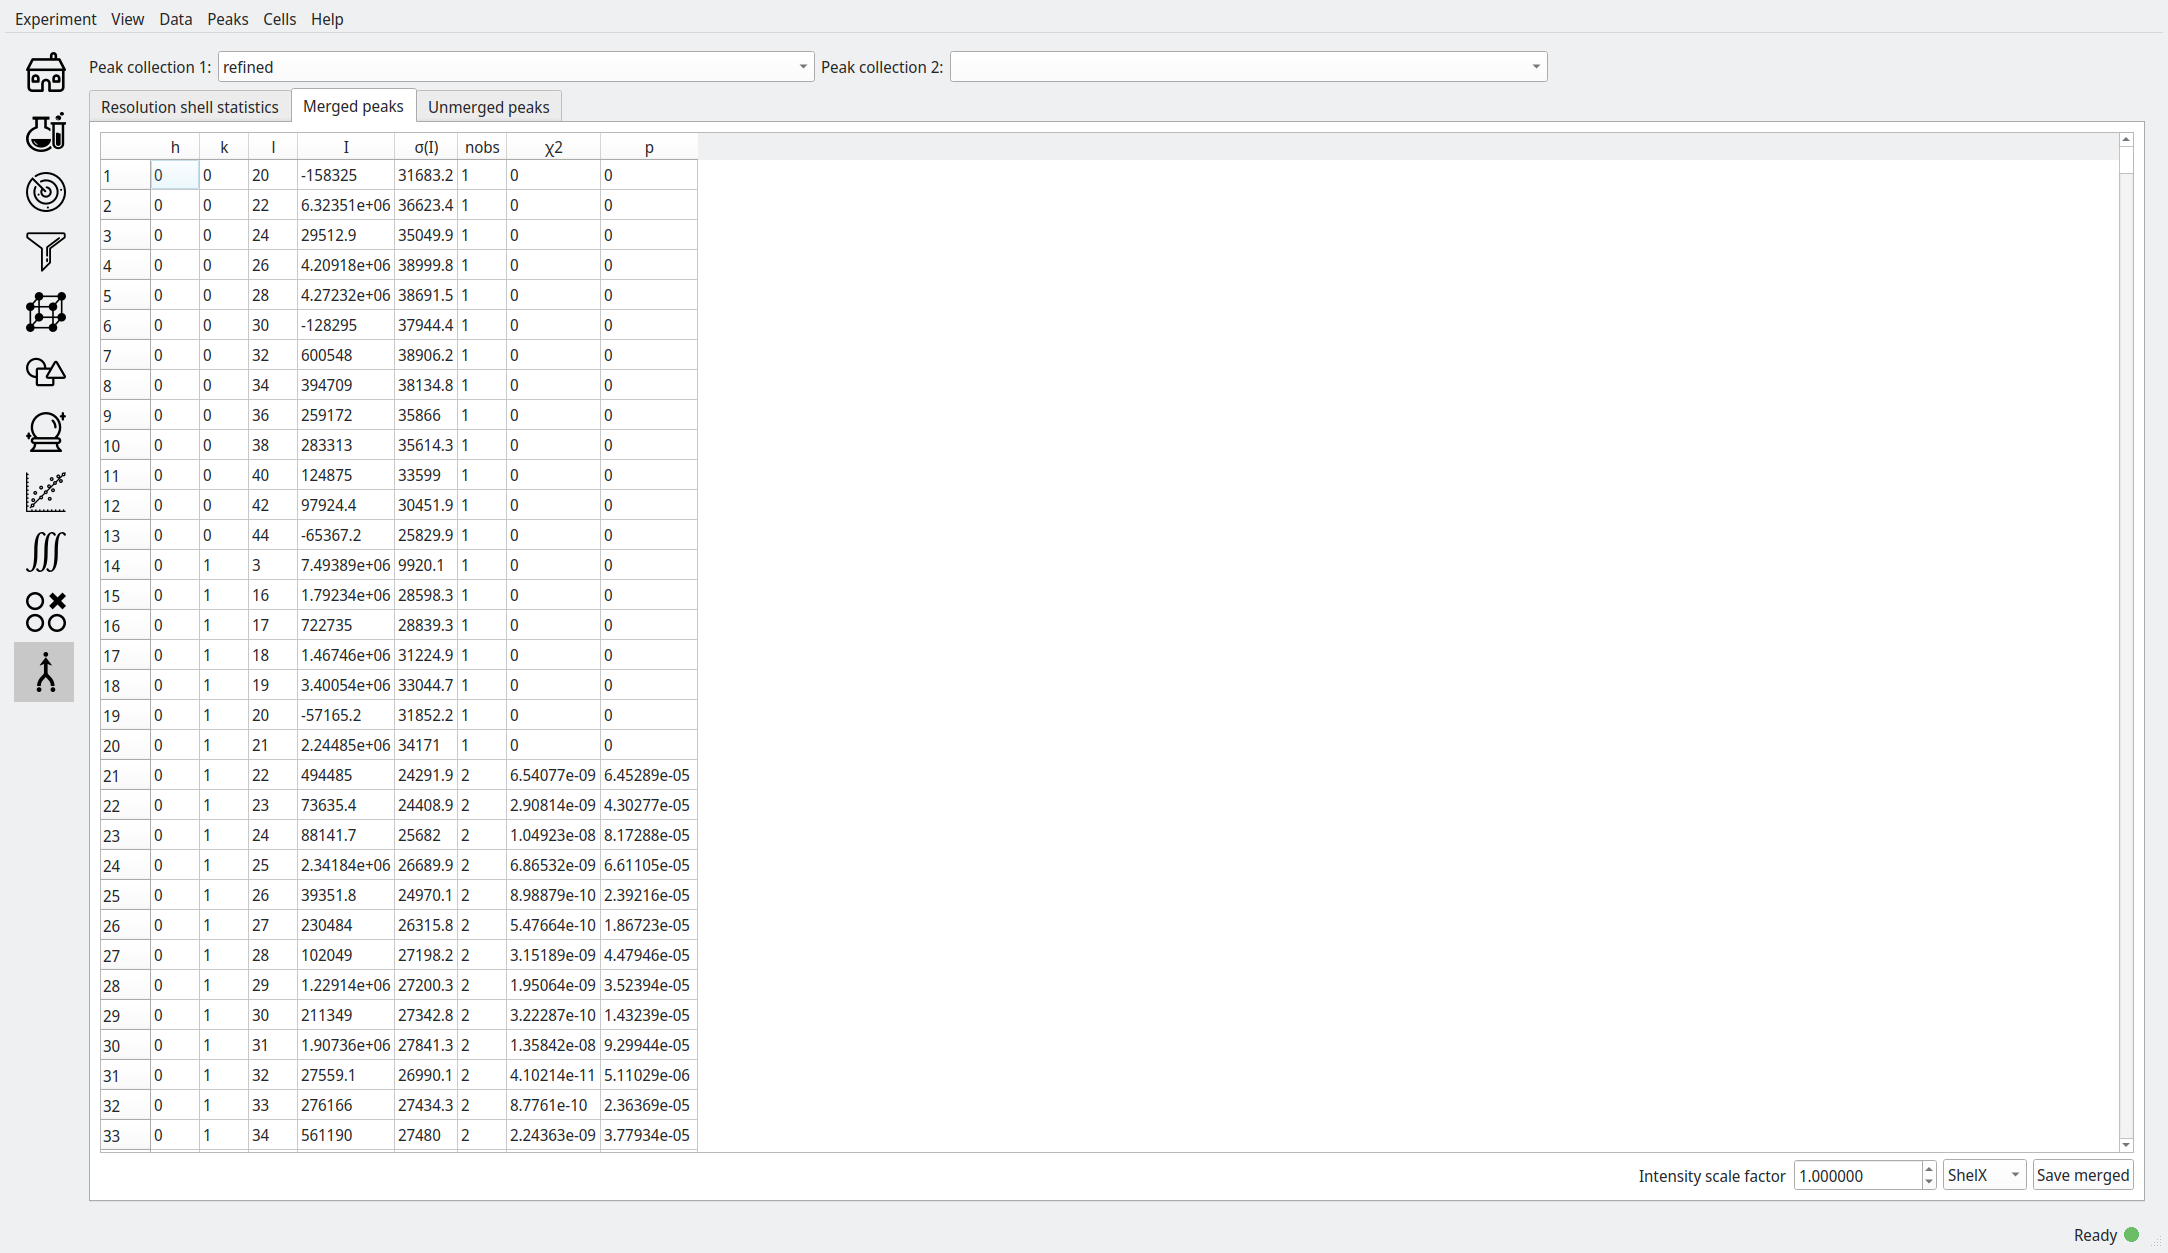 Experiment View Data Peaks Cells Help
Peak collection 1: refined Peak collection 2:
Resolution shell statistics Merged peaks Unmerged peaks
h k l I σ(I) nobs χ2 p
1 0 0 20 -158325 31683.2 1 0 0
2 0 0 22 6.32351e+06 36623.4 1 0 0
3 0 0 24 29512.9 35049.9 1 0 0
4 0 0 26 4.20918e+06 38999.8 1 0 0
5 0 0 28 4.27232e+06 38691.5 1 0 0
6 0 0 30 -128295 37944.4 1 0 0
7 0 0 32 600548 38906.2 1 0 0
8 0 0 34 394709 38134.8 1 0 0
9 0 0 36 259172 35866 1 0 0
10 0 0 38 283313 35614.3 1 0 0
11 0 0 40 124875 33599 1 0 0
12 0 0 42 97924.4 30451.9 1 0 0
13 0 0 44 -65367.2 25829.9 1 0 0
14 0 1 3 7.49389e+06 9920.1 1 0 0
15 0 1 16 1.79234e+06 28598.3 1 0 0
16 0 1 17 722735 28839.3 1 0 0
17 0 1 18 1.46746e+06 31224.9 1 0 0
18 0 1 19 3.40054e+06 33044.7 1 0 0
19 0 1 20 -57165.2 31852.2 1 0 0
20 0 1 21 2.24485e+06 34171 1 0 0
21 0 1 22 494485 24291.9 2 6.54077e-09 6.45289e-05
22 0 1 23 73635.4 24408.9 2 2.90814e-09 4.30277e-05
23 0 1 24 88141.7 25682 2 1.04923e-08 8.17288e-05
24 0 1 25 2.34184e+06 26689.9 2 6.86532e-09 6.61105e-05
25 0 1 26 39351.8 24970.1 2 8.98879e-10 2.39216e-05
26 0 1 27 230484 26315.8 2 5.47664e-10 1.86723e-05
27 0 1 28 102049 27198.2 2 3.15189e-09 4.47946e-05
28 0 1 29 1.22914e+06 27200.3 2 1.95064e-09 3.52394e-05
29 0 1 30 211349 27342.8 2 3.22287e-10 1.43239e-05
30 0 1 31 1.90736e+06 27841.3 2 1.35842e-08 9.29944e-05
31 0 1 32 27559.1 26990.1 2 4.10214e-11 5.11029e-06
32 0 1 33 276166 27434.3 2 8.7761e-10 2.36369e-05
33 0 1 34 561190 27480 2 2.24363e-09 3.77934e-05
Intensity scale factor 1.000000 ShelX Save merged
Ready